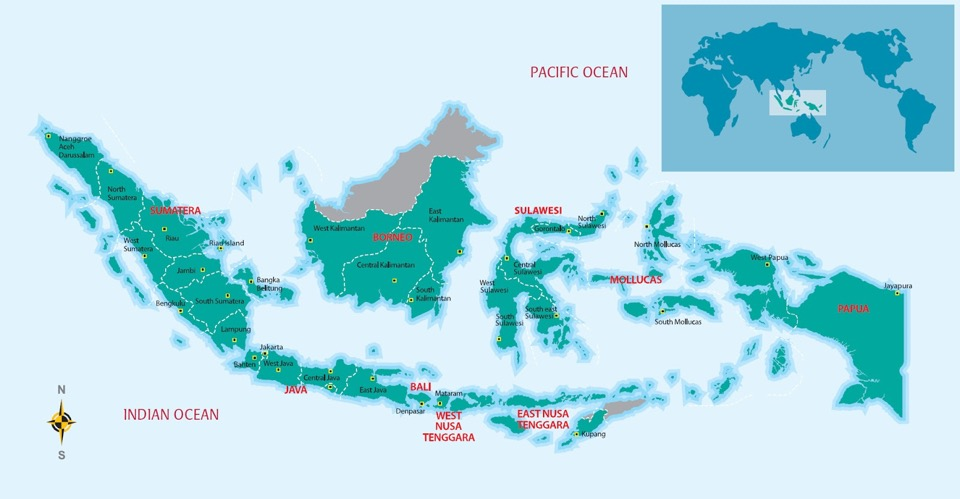 PACIFIC OCEAN
Nanggroe
Aceh
Darussalam
North
Sumatera
SUMATERA
Riau
Riau Island
West
Sumatera
Jambi
Bangka
Belitung
Bengkulu
South Sumatera
Lampung
West Kalimantan
BORNEO
East
Kalimantan
Central Kalimantan
South
Kalimantan
SULAWESI
North
Sulawesi
Gorontalo
Central
Sulawesi
West
Sulawesi
South east
Sulawesi
South
Sulawesi
North Mollucas
MOLLUCAS
South Mollucas
West Papua
PAPUA
Jayapura
Jakarta
Banten
West Java
Central Java
East Java
JAVA
BALI
Denpasar
Mataram
WEST
NUSA
TENGGARA
EAST NUSA
TENGGARA
Kupang
INDIAN OCEAN
N
S